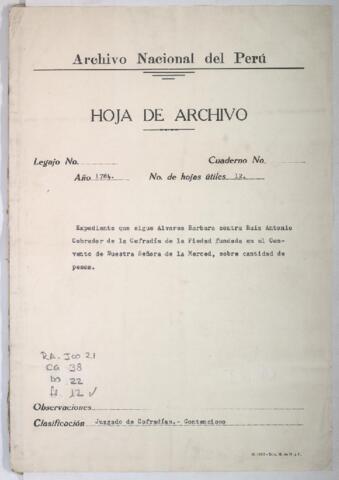 Archivo Nacional del Perú
HOJA DE ARCHIVO
Legajo No. Cuaderno No.
Año 1784. No. de hojas útiles 12.
Expediente que sigue Alvares Barbara contra Ruiz Antonio
Cobrador de la Cofradía de la Piedad fundada en el Con-
vento de Nuestra Señora de la Merced, sobre cantidad de
pesos.
RA. Joo 21
CG 38
Do 22
fs. 12 ✓
Observaciones
Clasificación Juzgado de Cofradías.- Contencioso